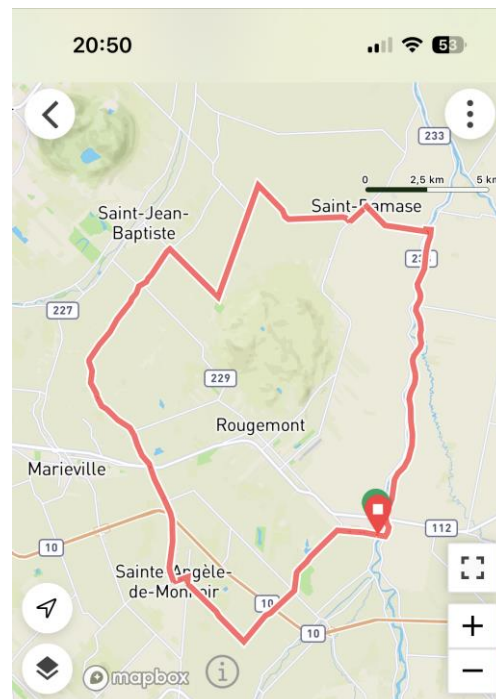 20:50
53
233
0 2,5 km 5 km
Saint-Damase
Saint-Jean-
Baptiste
227
229
Rougemont
Marieville
112
10
Sainte-Angèle-
de-Monnoir
10
10
mapbox